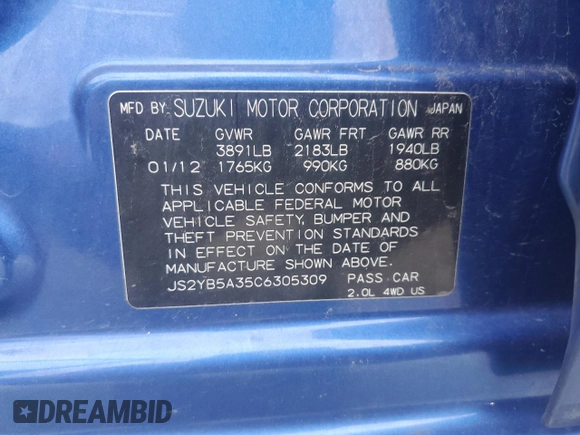 MFD BY SUZUKI MOTOR CORPORATION JAPAN
DATE GVWR GAWR FRT GAWR RR
3891LB 2183LB 1940LB
01/12 1765KG 990KG 880KG
THIS VEHICLE CONFORMS TO ALL
APPLICABLE FEDERAL MOTOR
VEHICLE SAFETY, BUMPER AND
THEFT PREVENTION STANDARDS
IN EFFECT ON THE DATE OF
MANUFACTURE SHOWN ABOVE.
JS2YB5A35C6305309 PASS CAR
2.0L 4WD US
DREAMBID